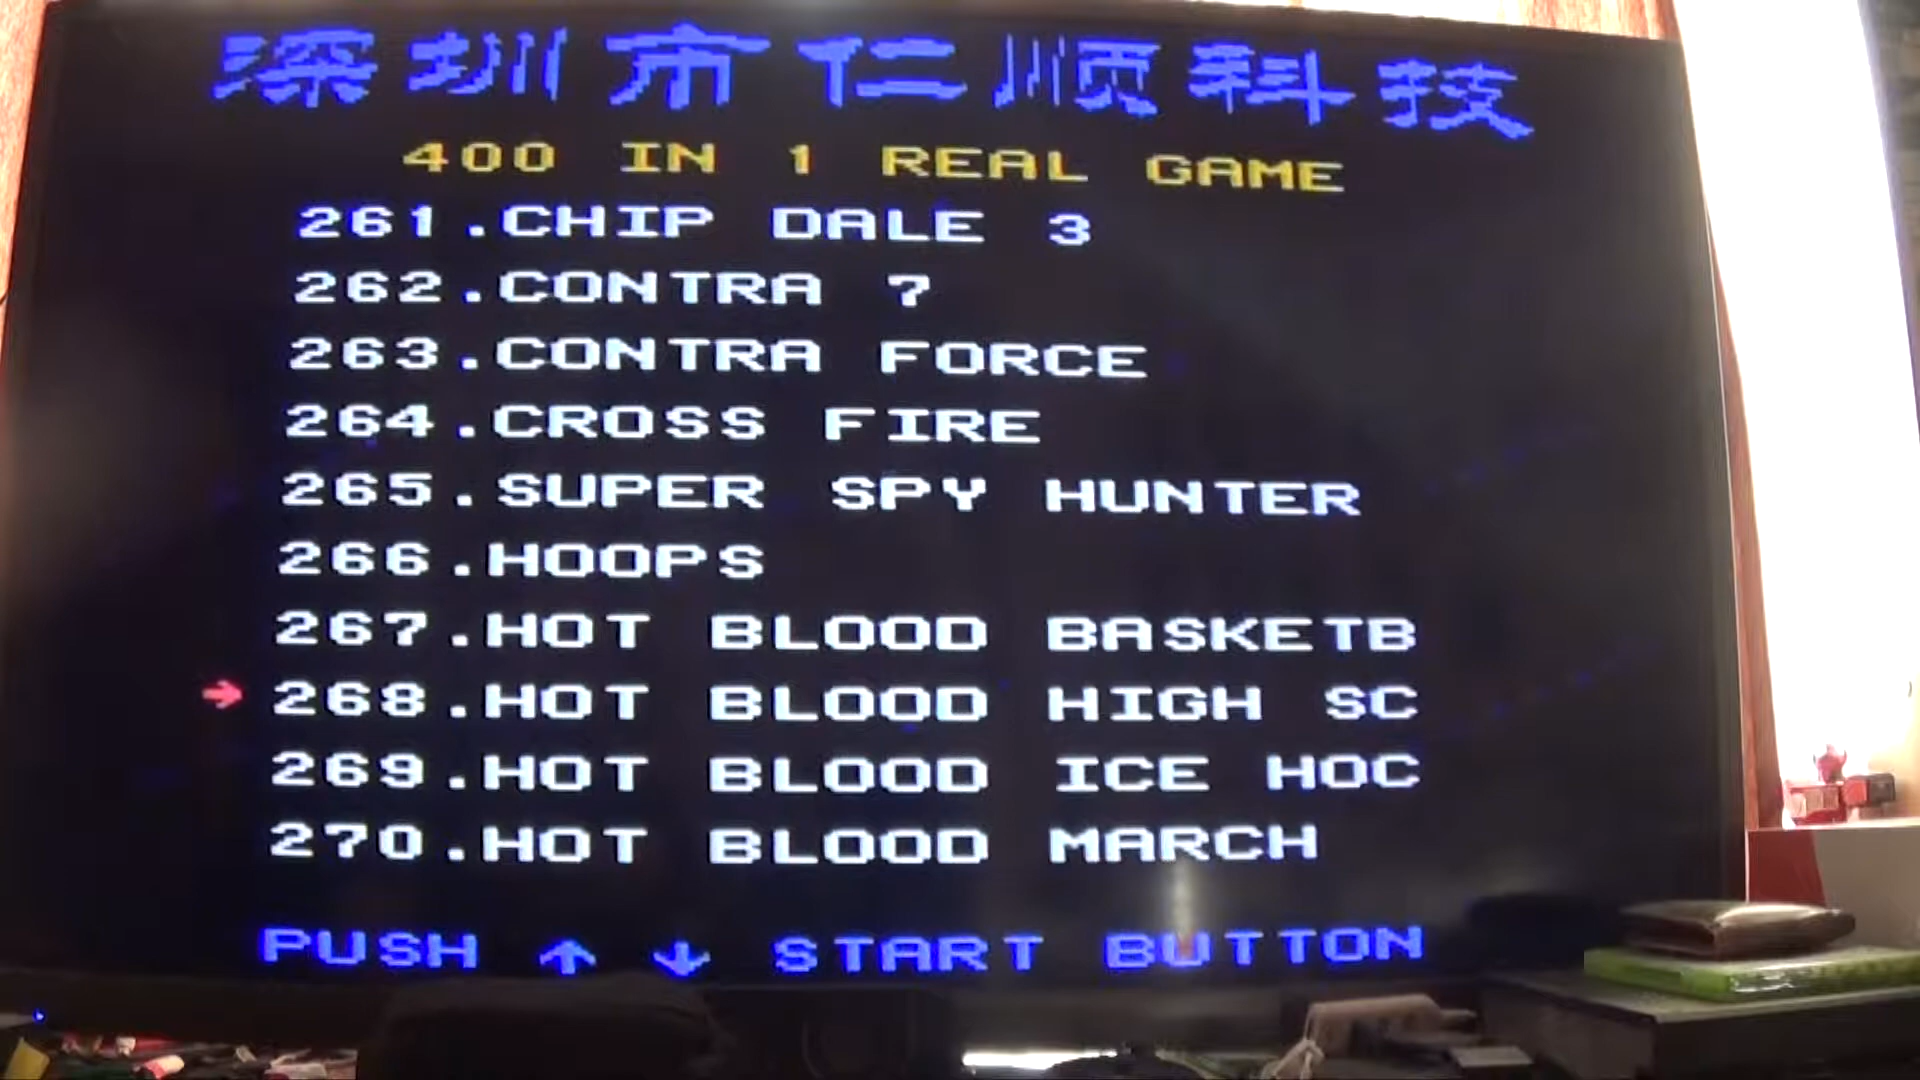 深圳市仁顺科技
400 IN 1 REAL GAME
261.CHIP DALE 3
262.CONTRA 7
263.CONTRA FORCE
264.CROSS FIRE
265.SUPER SPY HUNTER
266.HOOPS
267.HOT BLOOD BASKETB
268.HOT BLOOD HIGH SC
269.HOT BLOOD ICE HOC
270.HOT BLOOD MARCH
PUSH ↑ ↓ START BUTTON